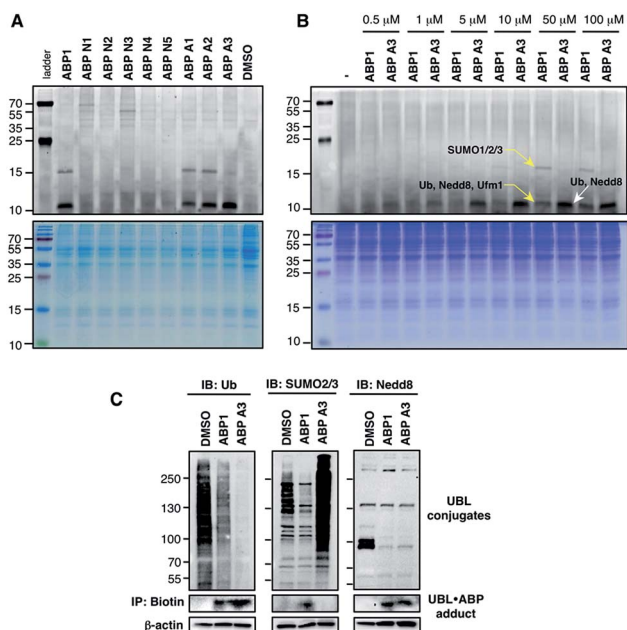 A
ladder
ABP1
ABP N1
ABP N2
ABP N3
ABP N4
ABP N5
ABP A1
ABP A2
ABP A3
DMSO
70
55
35
25
15
10
70
55
35
25
15
10
B
0.5 μM 1 μM 5 μM 10 μM 50 μM 100 μM
-
ABP1
ABP A3
ABP1
ABP A3
ABP1
ABP A3
ABP1
ABP A3
ABP1
ABP A3
ABP1
ABP A3
70
55
35
25
15
10
SUMO1/2/3
Ub, Nedd8, Ufm1
Ub, Nedd8
70
55
35
25
15
10
C
IB: Ub IB: SUMO2/3 IB: Nedd8
DMSO
ABP1
ABP A3
DMSO
ABP1
ABP A3
DMSO
ABP1
ABP A3
250
130
100
70
55
UBL
conjugates
IP: Biotin
UBL•ABP
adduct
β-actin